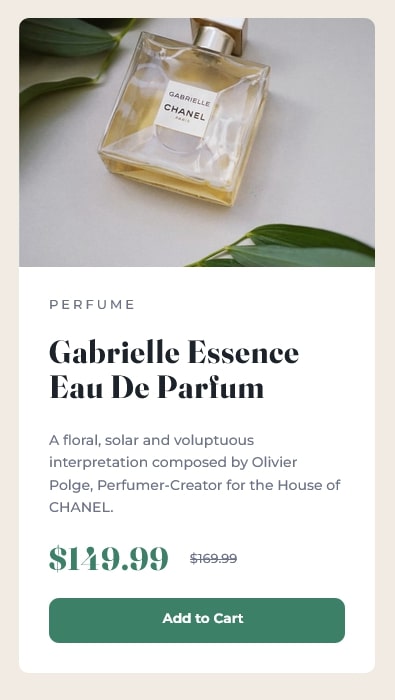 GABRIELLE
CHANEL
PARIS
PERFUME
Gabrielle Essence
Eau De Parfum
A floral, solar and voluptuous
interpretation composed by Olivier
Polge, Perfumer-Creator for the House of
CHANEL.
$149.99 $169.99
Add to Cart